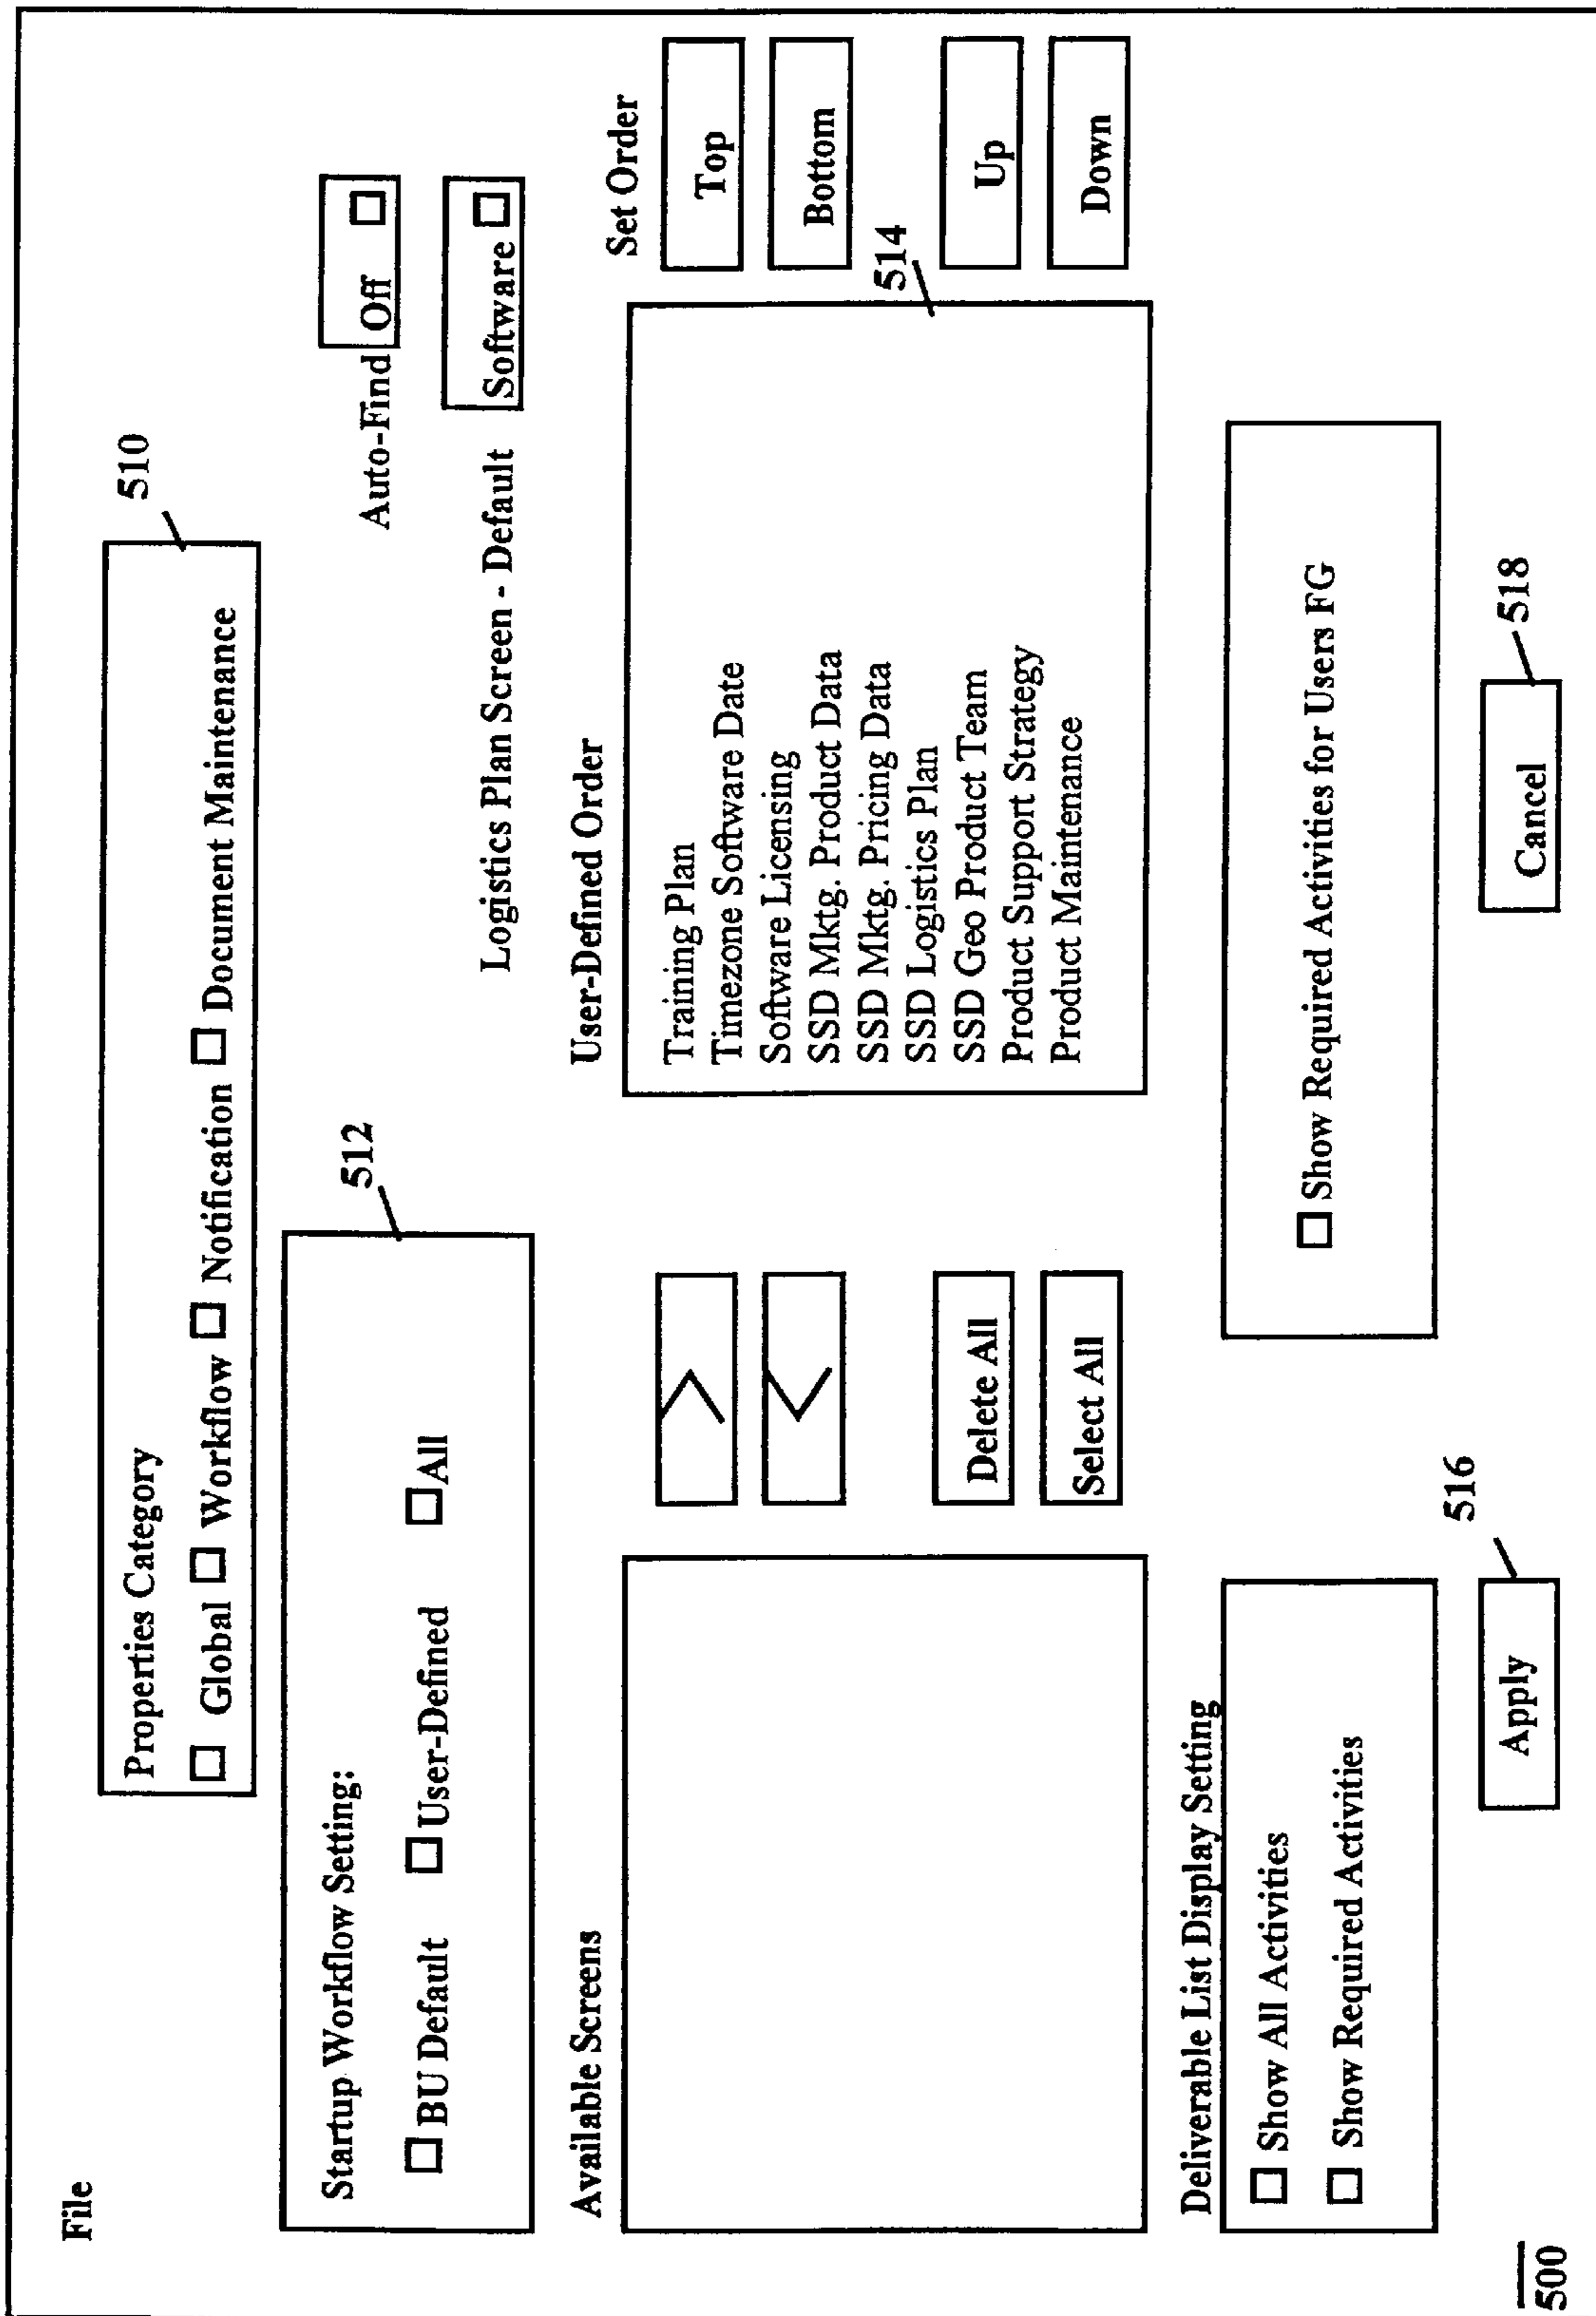 File
510
Properties Category
Global Workflow Notification Document Maintenance
512
Startup Workflow Setting:
BU Default User-Defined All
Auto-Find Off
Logistics Plan Screen - Default Software
Available Screens
>
<
Delete All
Select All
User-Defined Order
Training Plan
Timezone Software Date
Software Licensing
SSD Mktg. Product Data
SSD Mktg. Pricing Data
SSD Logistics Plan
SSD Geo Product Team
Product Support Strategy
Product Maintenance
514
Set Order
Top
Bottom
Up
Down
Deliverable List Display Setting
Show All Activities
Show Required Activities
Show Required Activities for Users FG
516
Apply
518
Cancel
500